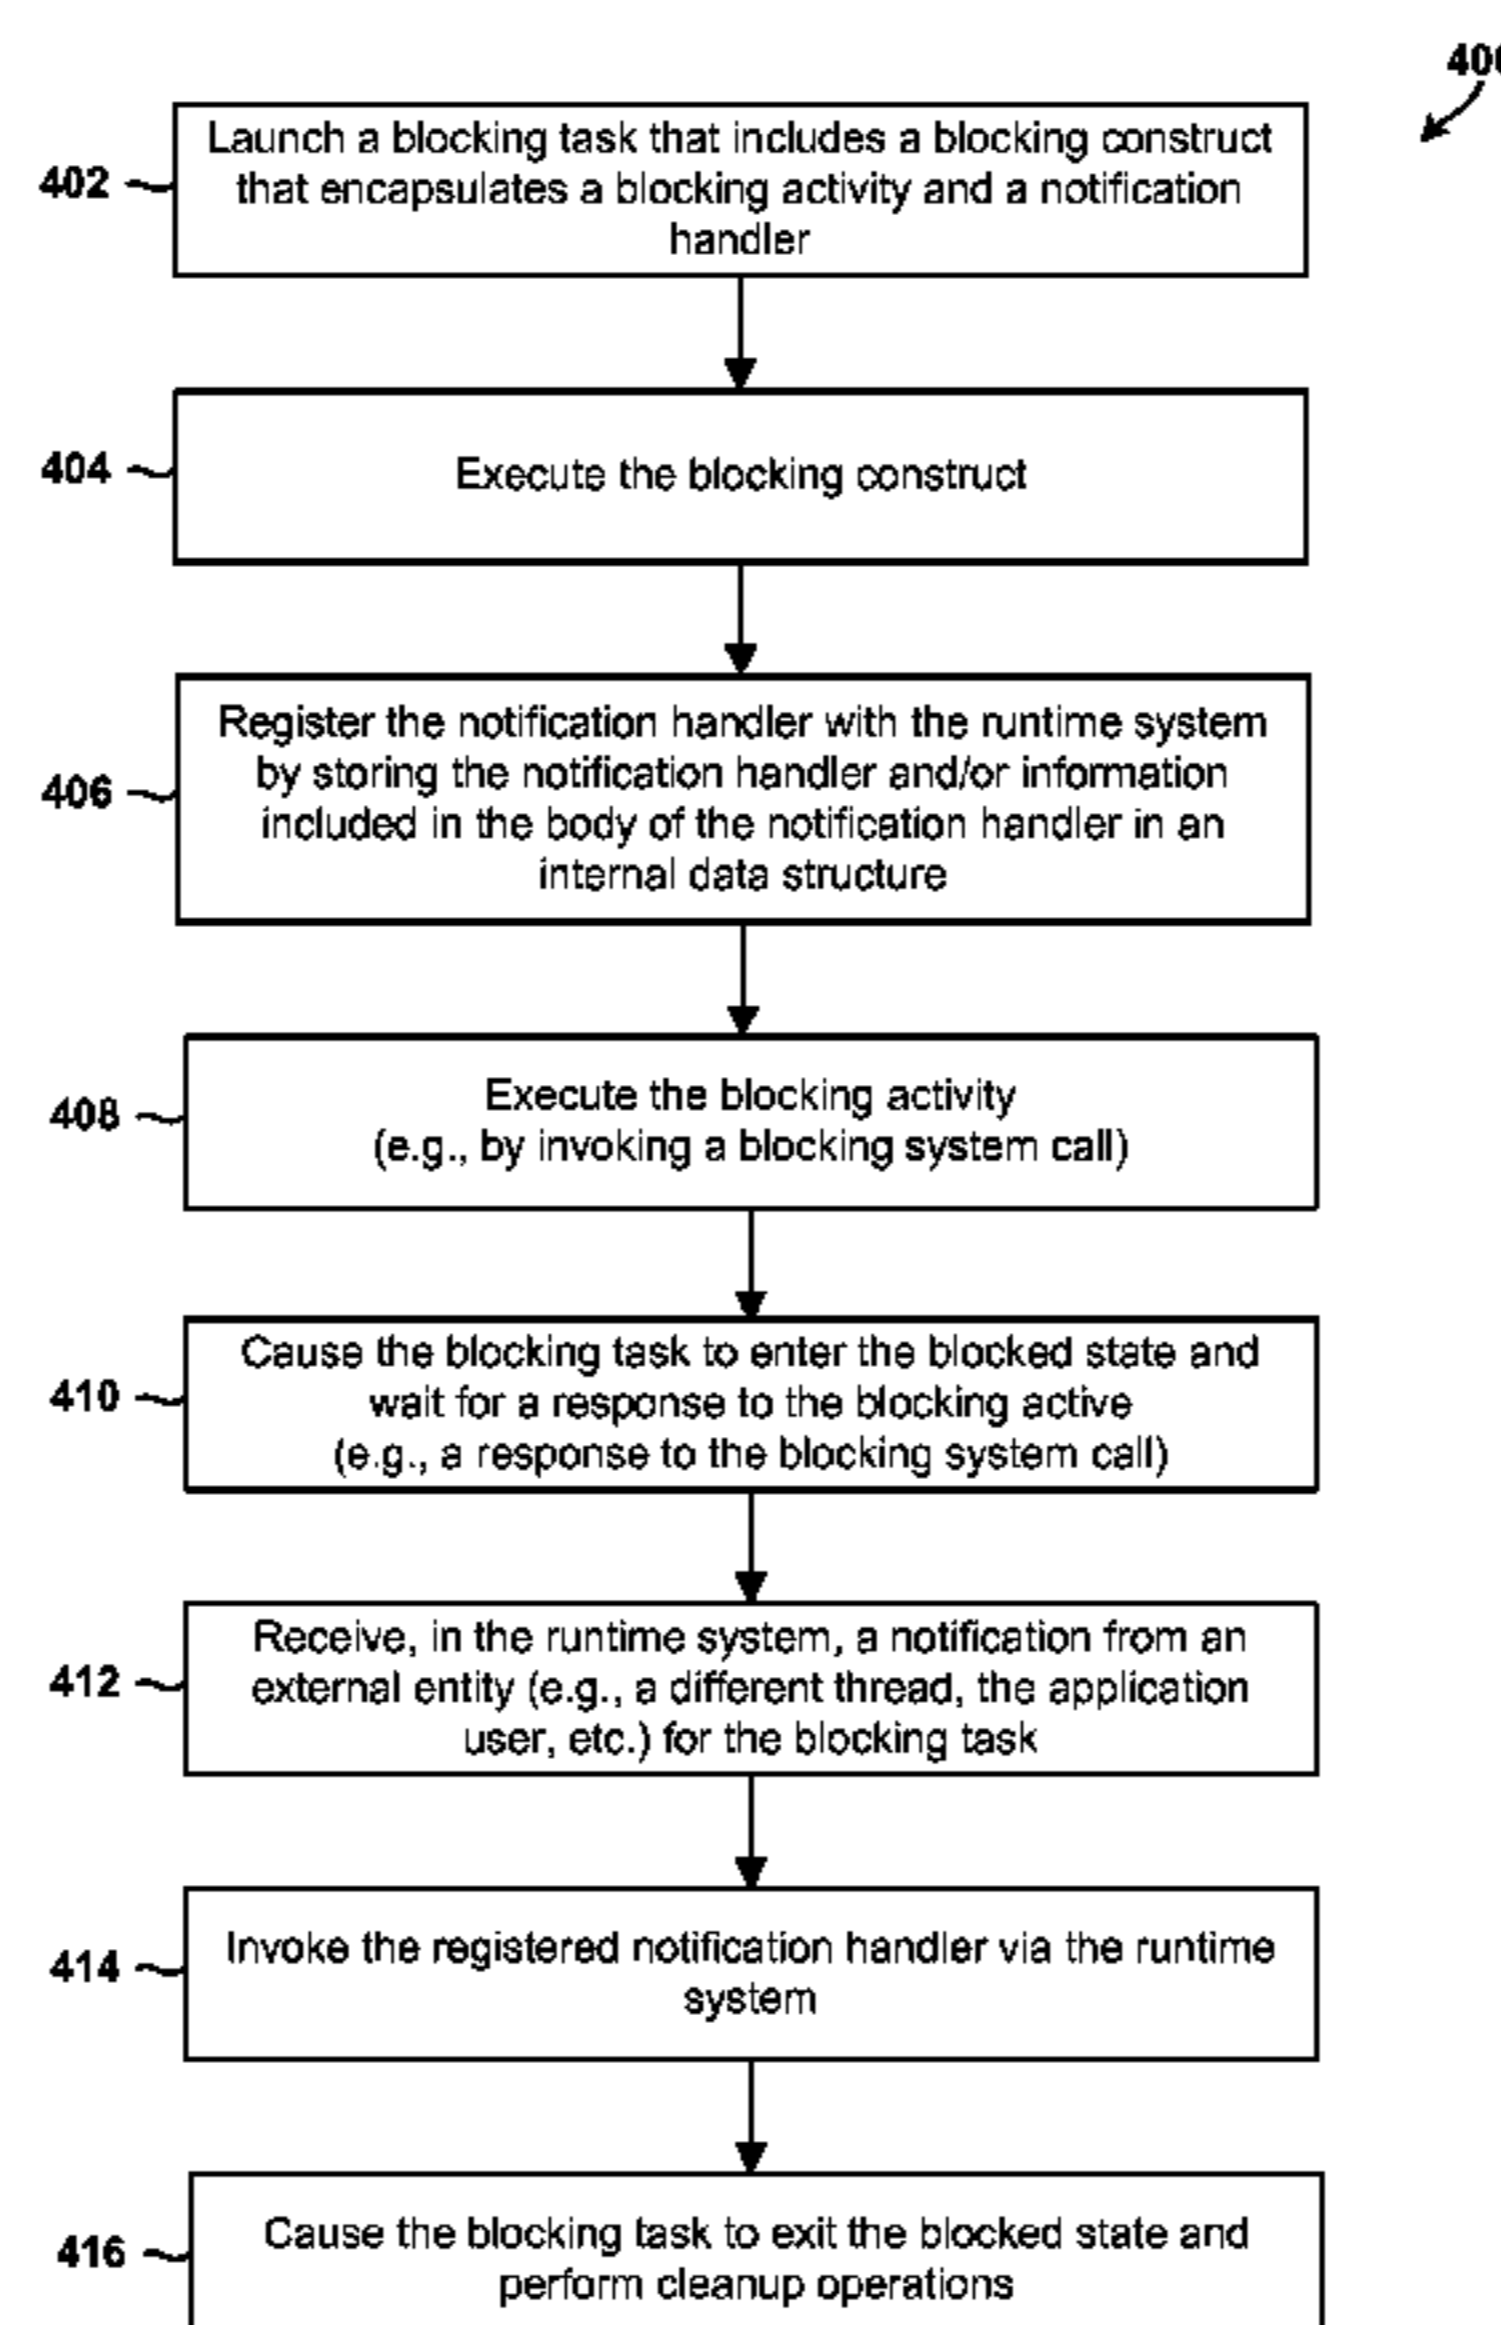 400
402
Launch a blocking task that includes a blocking construct
that encapsulates a blocking activity and a notification
handler
404
Execute the blocking construct
406
Register the notification handler with the runtime system
by storing the notification handler and/or information
included in the body of the notification handler in an
internal data structure
408
Execute the blocking activity
(e.g., by invoking a blocking system call)
410
Cause the blocking task to enter the blocked state and
wait for a response to the blocking active
(e.g., a response to the blocking system call)
412
Receive, in the runtime system, a notification from an
external entity (e.g., a different thread, the application
user, etc.) for the blocking task
414
Invoke the registered notification handler via the runtime
system
416
Cause the blocking task to exit the blocked state and
perform cleanup operations